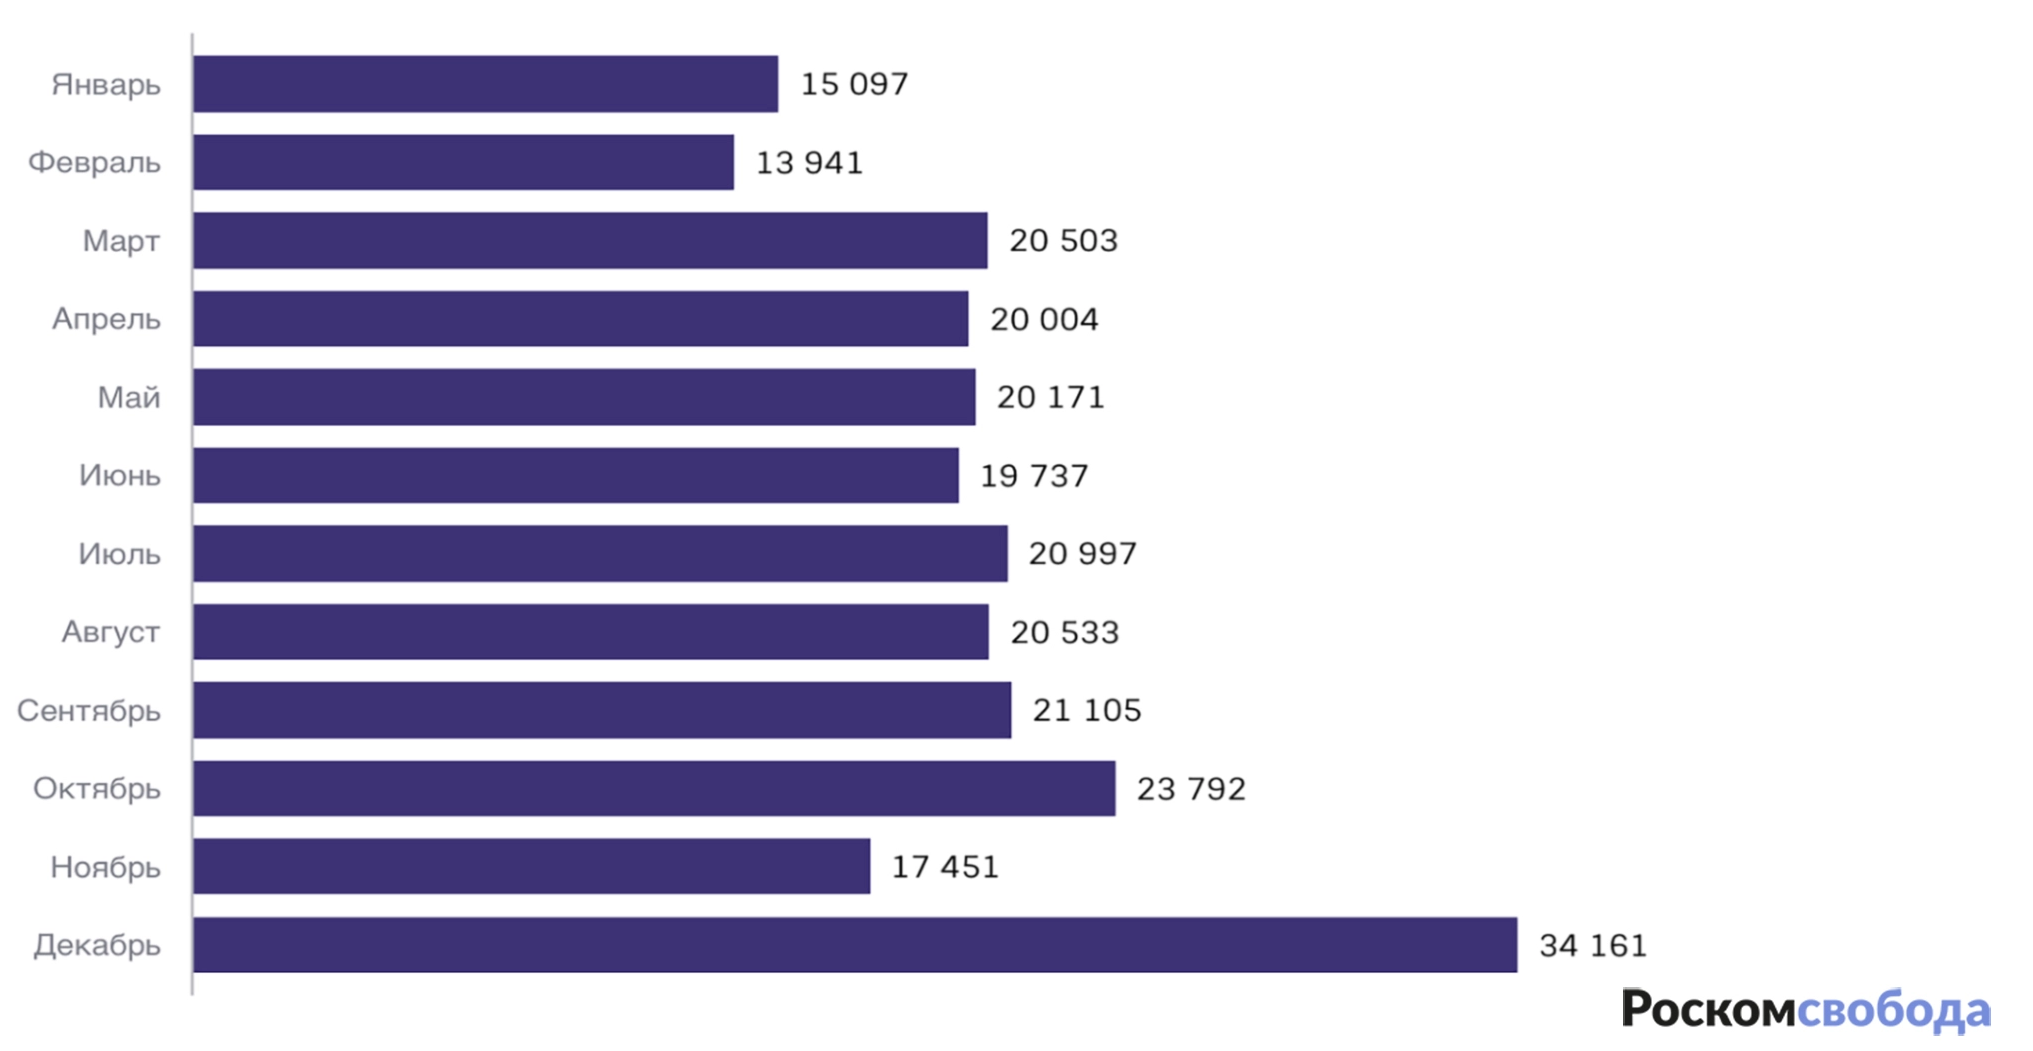 Январь 15 097
Февраль 13 941
Март 20 503
Апрель 20 004
Май 20 171
Июнь 19 737
Июль 20 997
Август 20 533
Сентябрь 21 105
Октябрь 23 792
Ноябрь 17 451
Декабрь 34 161
Роскомсвобода